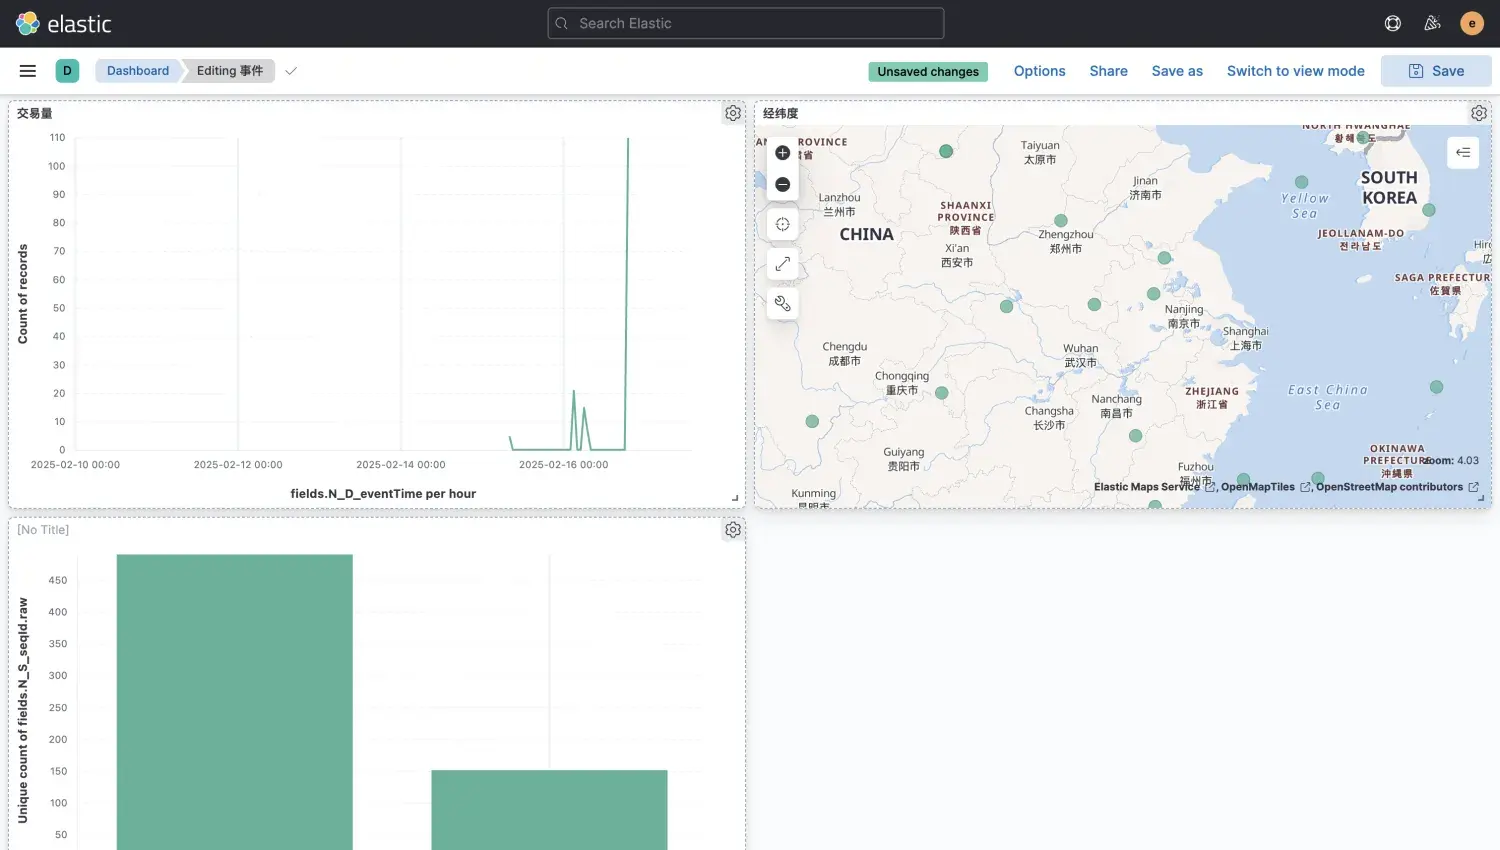 elastic
Search Elastic
e
D
Dashboard
Editing 事件
Unsaved changes
Options
Share
Save as
Switch to view mode
Save
交易量
110
100
90
80
70
60
50
40
30
20
10
0
Count of records
2025-02-10 00:00
2025-02-12 00:00
2025-02-14 00:00
2025-02-16 00:00
fields.N_D_eventTime per hour
经纬度
NORTH HWANGHAE
황해북도
PROVINCE
肃省
Taiyuan
太原市
Jinan
济南市
SOUTH
KOREA
Yellow
Sea
Lanzhou
兰州市
SHAANXI
PROVINCE
陕西省
CHINA
Zhengzhou
郑州市
JEOLLANAM-DO
전라남도
Xi'an
西安市
SAGA PREFECTUR
佐賀県
Nanjing
南京市
Shanghai
上海市
Chengdu
成都市
Wuhan
武汉市
Chongqing
重庆市
ZHEJIANG
浙江省
East China
Sea
Nanchang
南昌市
Changsha
长沙市
Guiyang
贵阳市
OKINAWA
PREFECTURE
沖縄県
zoom: 4.03
Fuzhou
福州市
Kunming
昆明市
Elastic Maps Service , OpenMapTiles , OpenStreetMap contributors
[No Title]
450
400
350
300
250
200
150
100
50
Unique count of fields.N_S_seqId.raw